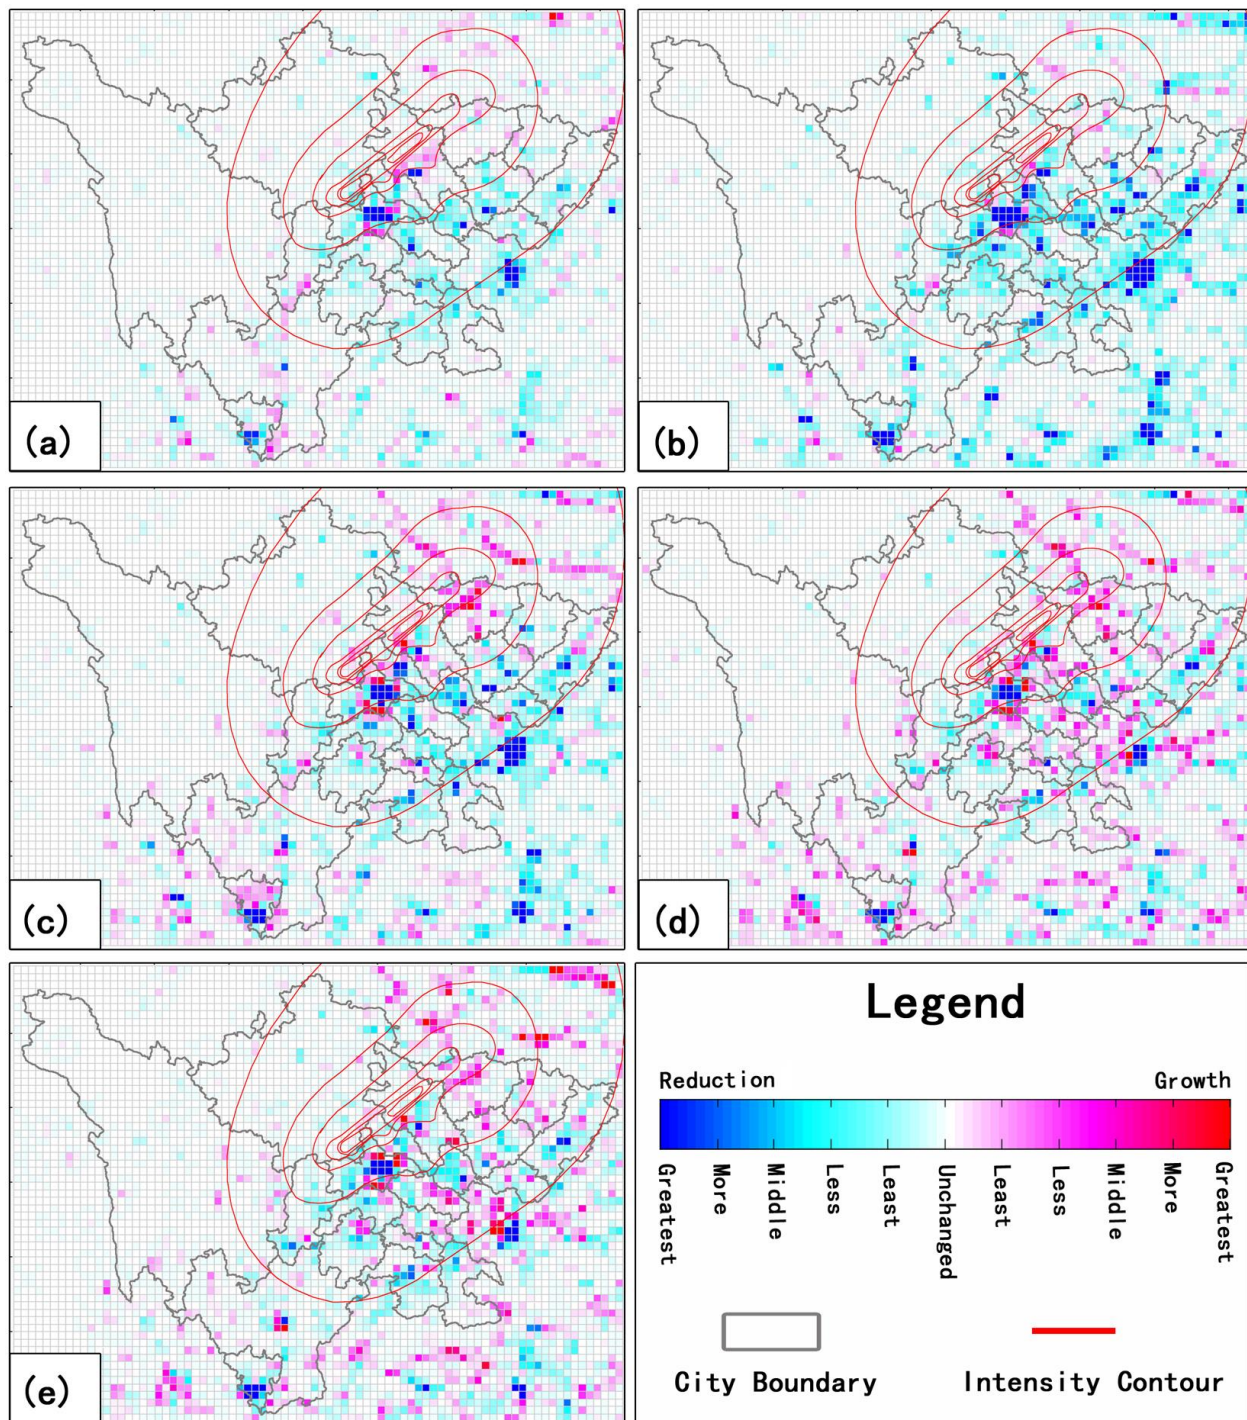 (a)
(b)
(c)
(d)
(e)
Legend
Reduction
Growth
Greatest
More
Middle
Less
Least
Unchanged
Least
Less
Middle
More
Greatest
City Boundary
Intensity Contour